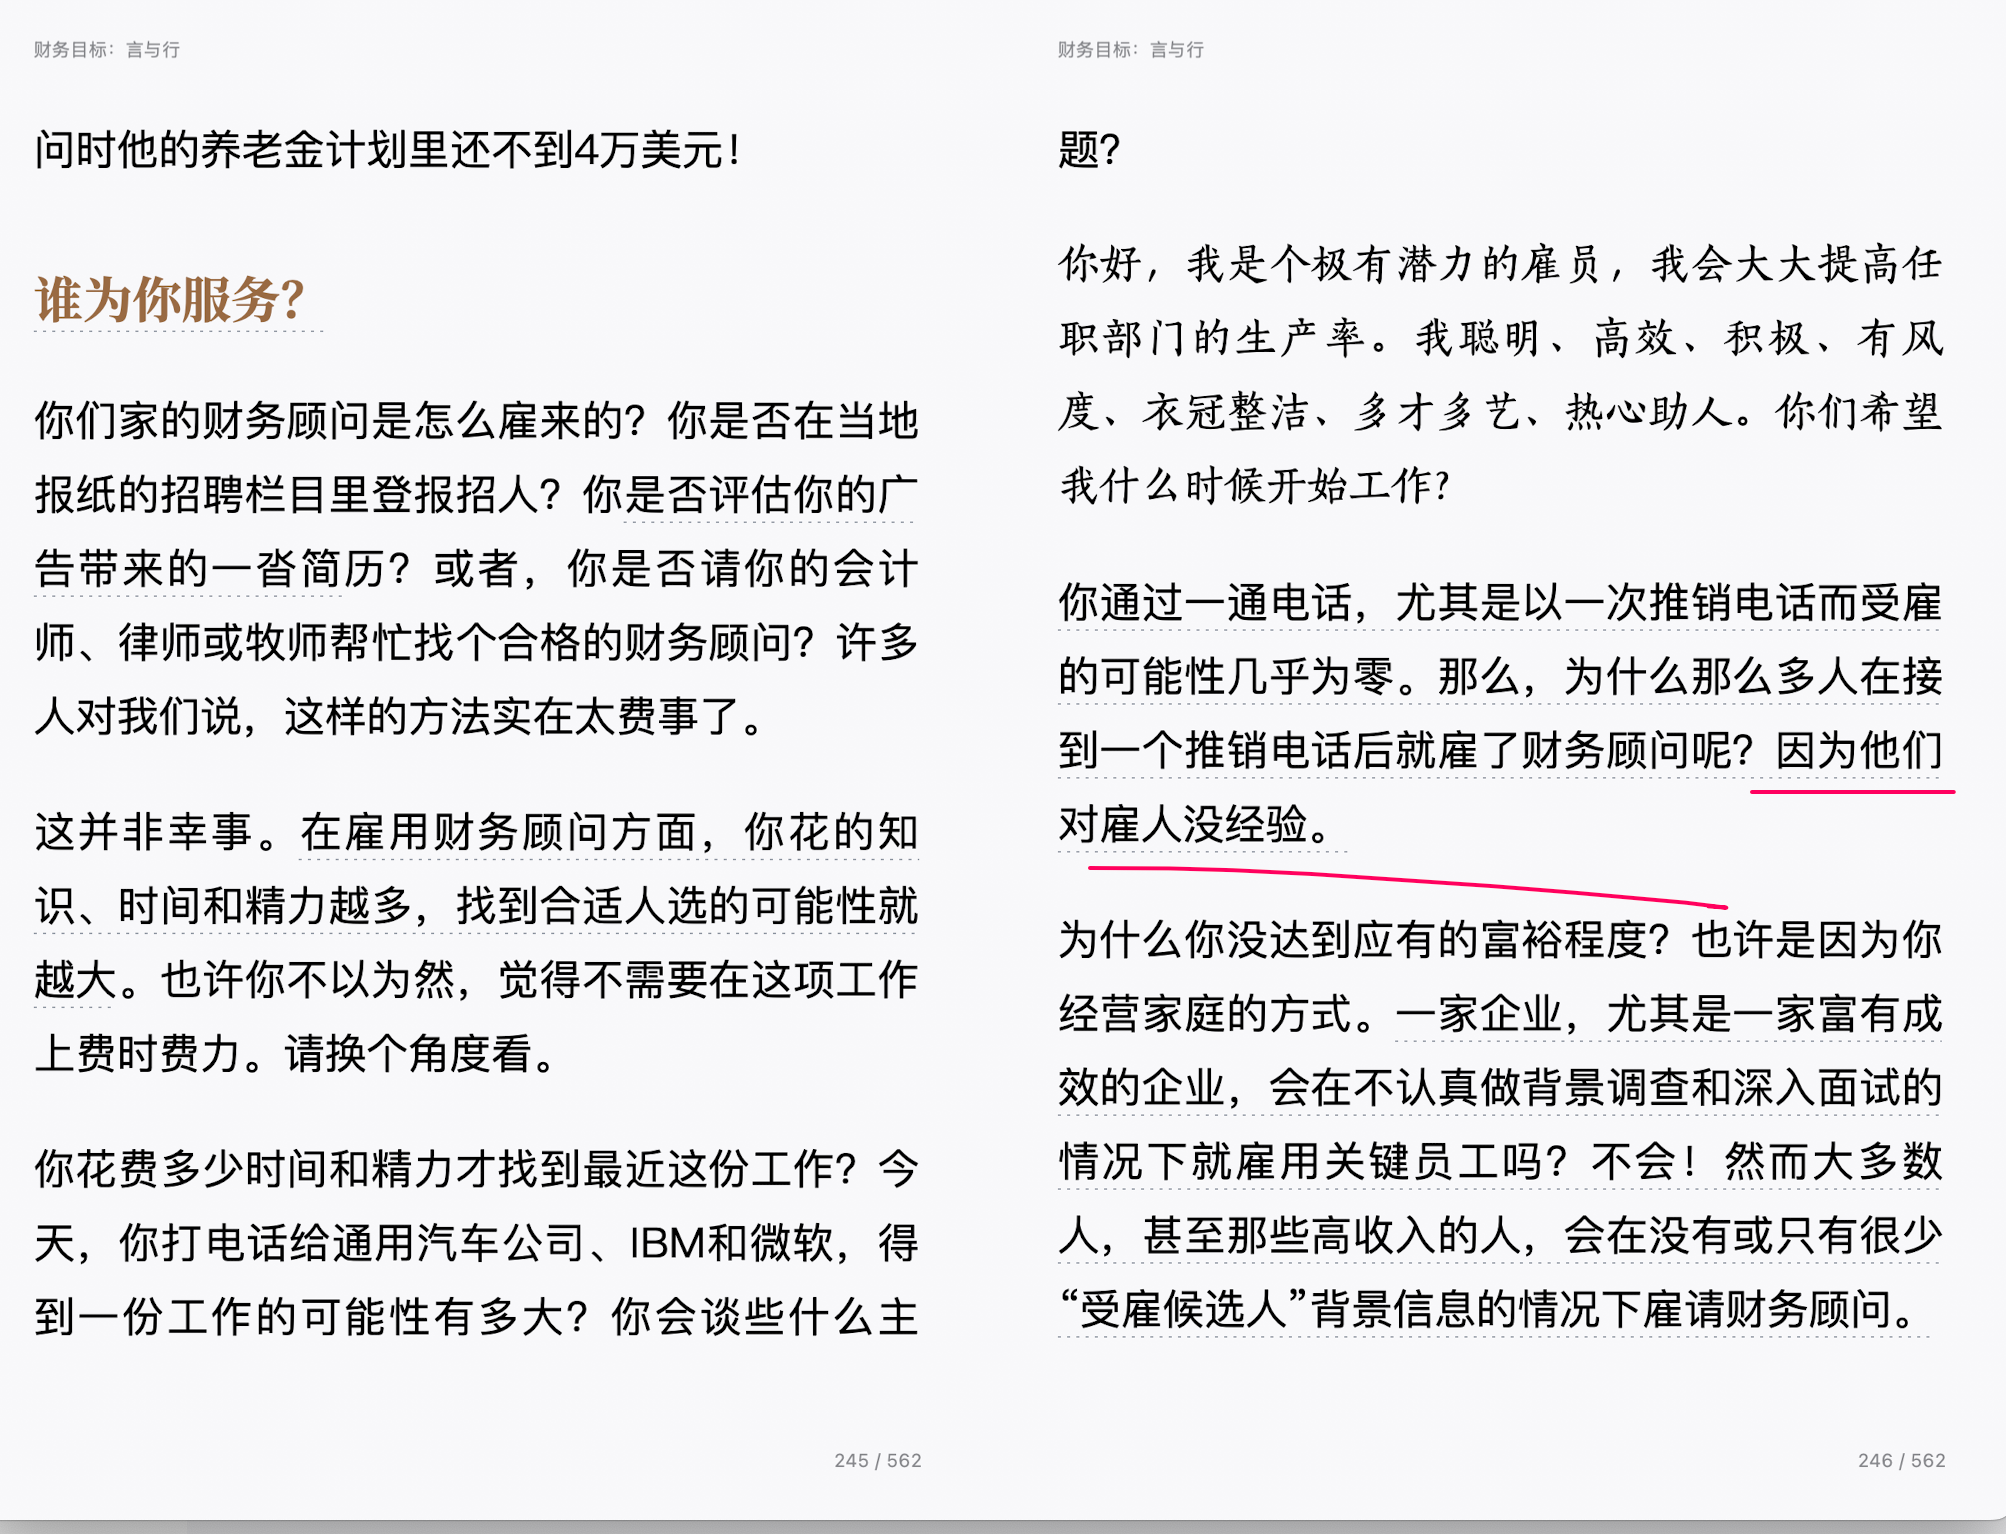 财务目标：言与行
问时他的养老金计划里还不到4万美元！
谁为你服务？
你们家的财务顾问是怎么雇来的？你是否在当地
报纸的招聘栏目里登报招人？你是否评估你的广
告带来的一沓简历？或者，你是否请你的会计
师、律师或牧师帮忙找个合格的财务顾问？许多
人对我们说，这样的方法实在太费事了。
这并非幸事。在雇用财务顾问方面，你花的知
识、时间和精力越多，找到合适人选的可能性就
越大。也许你不以为然，觉得不需要在这项工作
上费时费力。请换个角度看。
你花费多少时间和精力才找到最近这份工作？今
天，你打电话给通用汽车公司、IBM和微软，得
到一份工作的可能性有多大？你会谈些什么主
245 / 562
财务目标：言与行
题？
你好，我是个极有潜力的雇员，我会大大提高任
职部门的生产率。我聪明、高效、积极、有风
度、衣冠整洁、多才多艺、热心助人。你们希望
我什么时候开始工作？
你通过一通电话，尤其是以一次推销电话而受雇
的可能性几乎为零。那么，为什么那么多人在接
到一个推销电话后就雇了财务顾问呢？因为他们
对雇人没经验。
为什么你没达到应有的富裕程度？也许是因为你
经营家庭的方式。一家企业，尤其是一家富有成
效的企业，会在不认真做背景调查和深入面试的
情况下就雇用关键员工吗？不会！然而大多数
人，甚至那些高收入的人，会在没有或只有很少
“受雇候选人”背景信息的情况下雇请财务顾问。
246 / 562